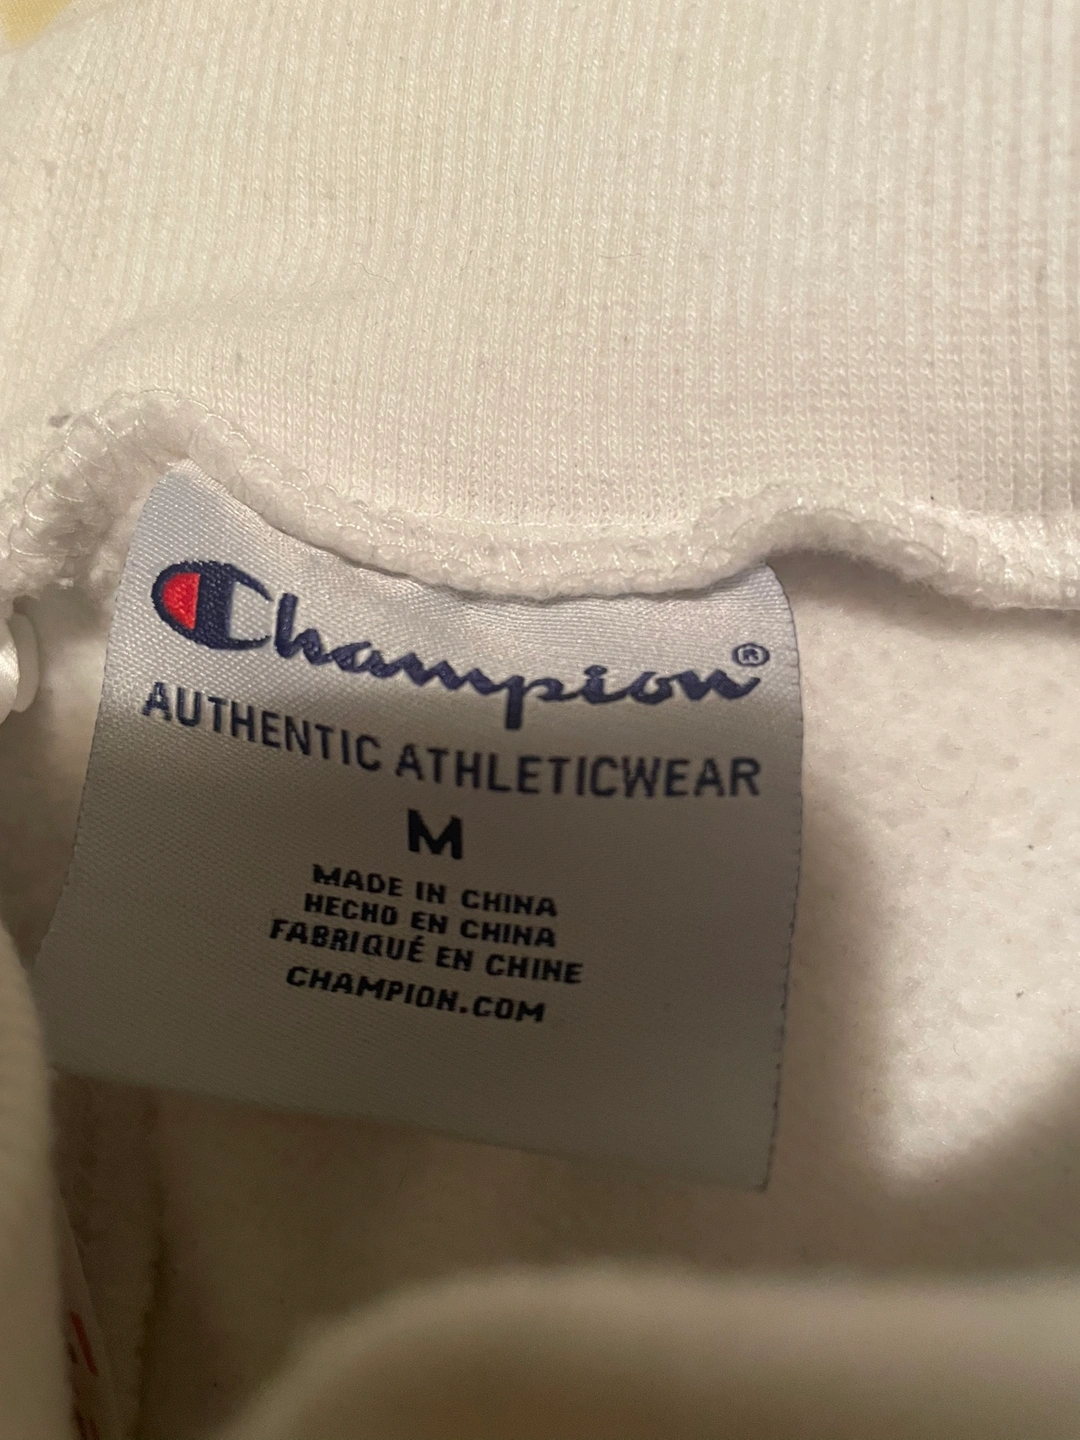 Champion®
AUTHENTIC ATHLETICWEAR
M
MADE IN CHINA
HECHO EN CHINA
FABRIQUÉ EN CHINE
CHAMPION.COM